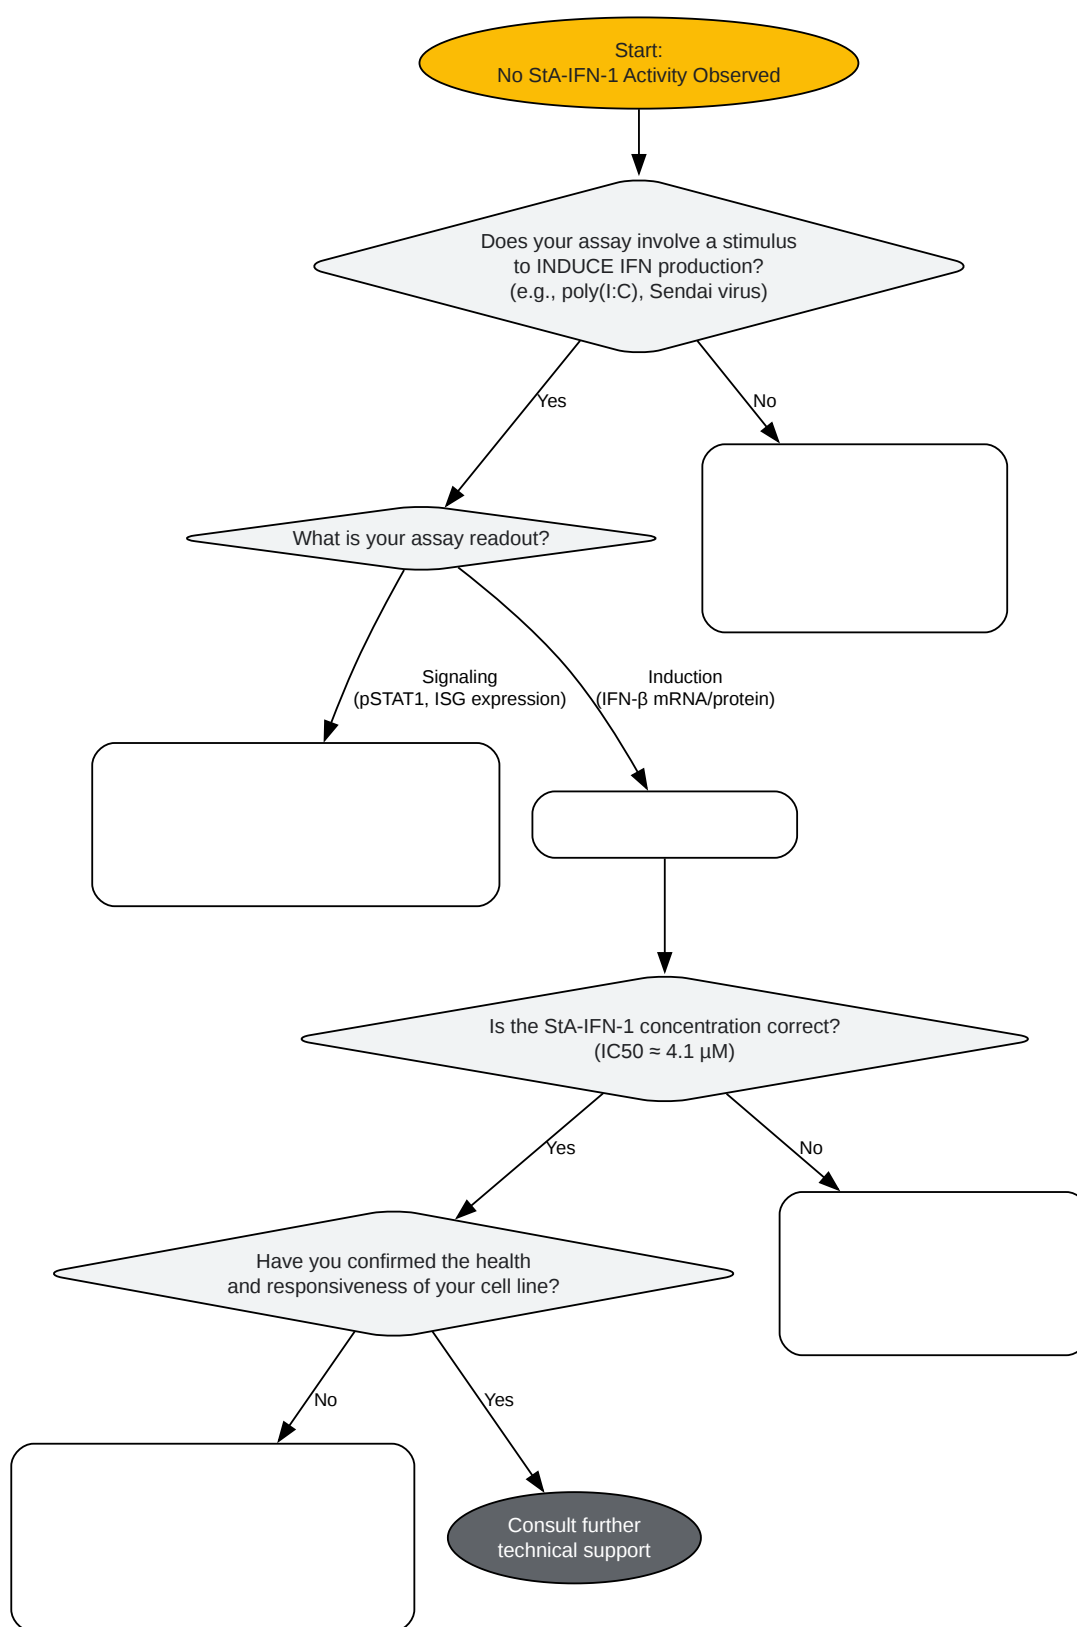 Start:
No StA-IFN-1 Activity Observed
Does your assay involve a stimulus
to INDUCE IFN production?
(e.g., poly(I:C), Sendai virus)
Yes
No
What is your assay readout?
Signaling
(pSTAT1, ISG expression)
Induction
(IFN-β mRNA/protein)
Is the StA-IFN-1 concentration correct?
(IC50 ≈ 4.1 µM)
Yes
No
Have you confirmed the health
and responsiveness of your cell line?
No
Yes
Consult further
technical support